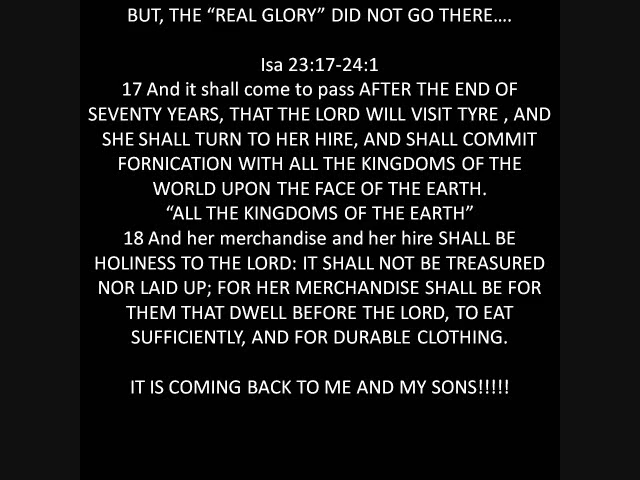 BUT, THE “REAL GLORY” DID NOT GO THERE….
Isa 23:17-24:1
17 And it shall come to pass AFTER THE END OF
SEVENTY YEARS, THAT THE LORD WILL VISIT TYRE , AND
SHE SHALL TURN TO HER HIRE, AND SHALL COMMIT
FORNICATION WITH ALL THE KINGDOMS OF THE
WORLD UPON THE FACE OF THE EARTH.
“ALL THE KINGDOMS OF THE EARTH”
18 And her merchandise and her hire SHALL BE
HOLINESS TO THE LORD: IT SHALL NOT BE TREASURED
NOR LAID UP; FOR HER MERCHANDISE SHALL BE FOR
THEM THAT DWELL BEFORE THE LORD, TO EAT
SUFFICIENTLY, AND FOR DURABLE CLOTHING.
IT IS COMING BACK TO ME AND MY SONS!!!!!